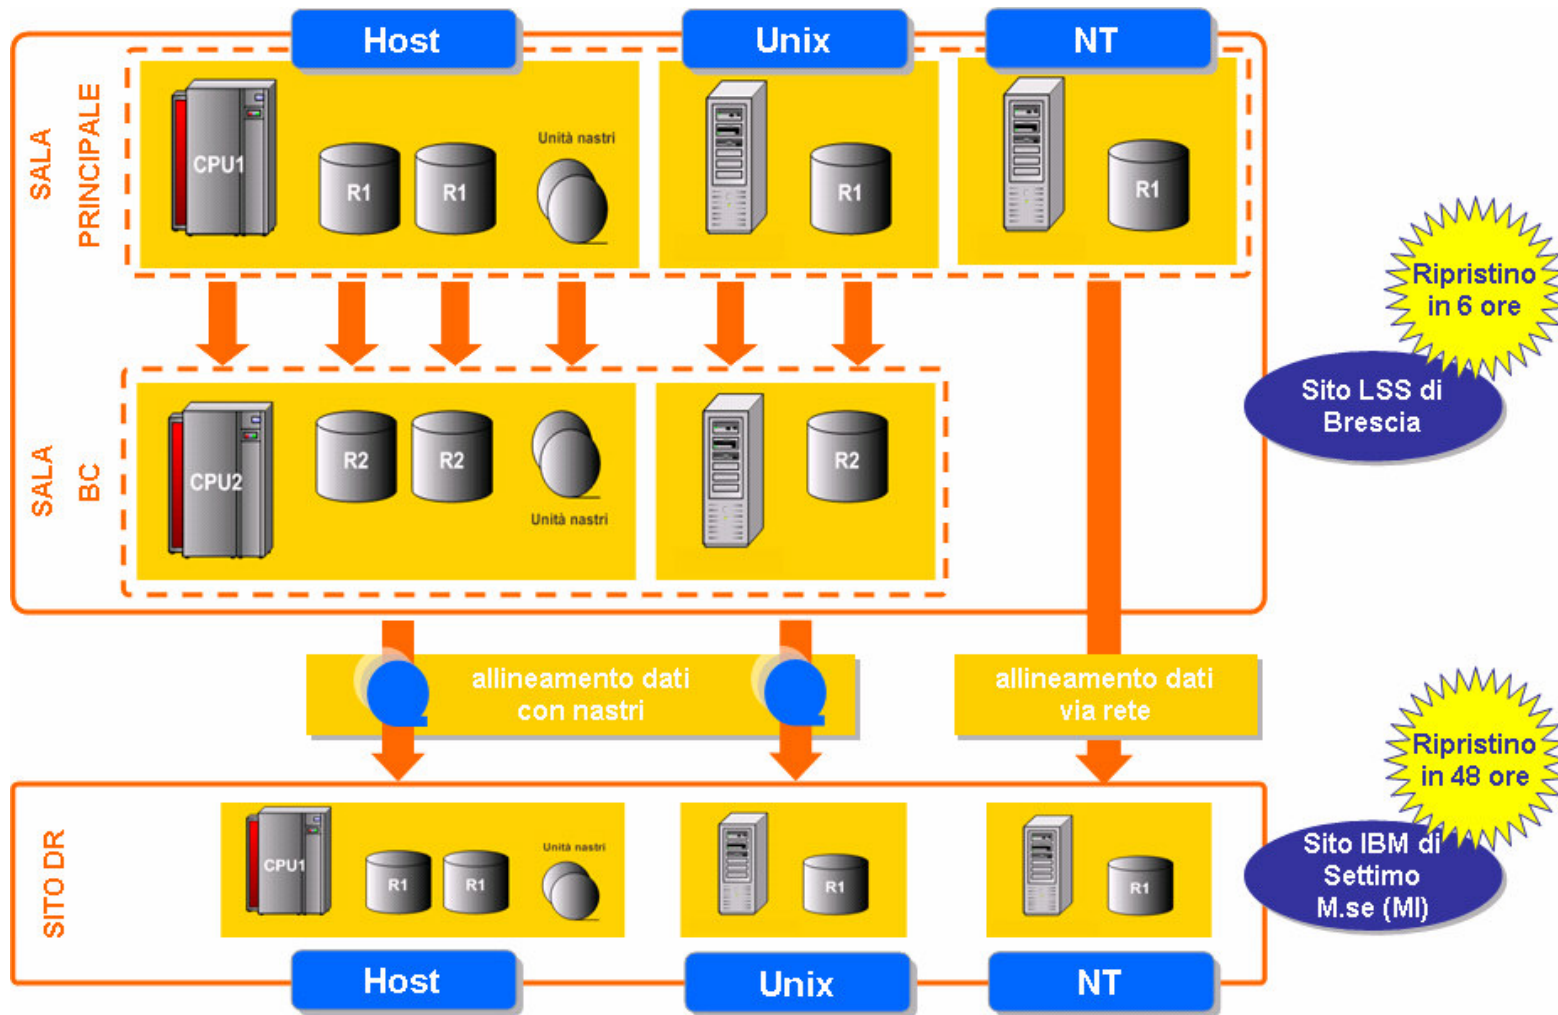 Host
Unix
NT
SALA
PRINCIPALE
CPU1
R1
R1
Unità nastri
R1
R1
Ripristino
in 6 ore
Sito LSS di
Brescia
SALA
BC
CPU2
R2
R2
Unità nastri
R2
allineamento dati
con nastri
allineamento dati
via rete
Ripristino
in 48 ore
Sito IBM di
Settimo
M.se (MI)
SITO DR
CPU1
R1
R1
Unità nastri
R1
R1
Host
Unix
NT